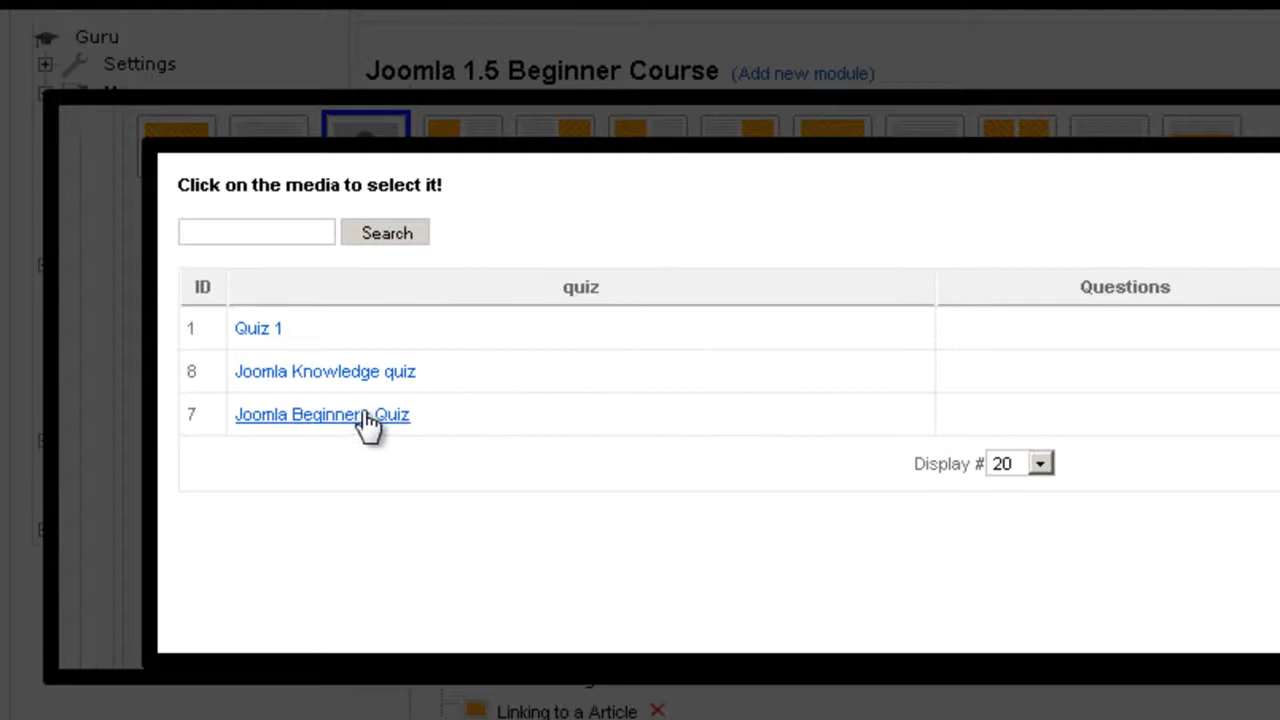 Guru
Settings
Joomla 1.5 Beginner Course (Add new module)
Click on the media to select it!
Search
ID quiz Questions
1 Quiz 1
8 Joomla Knowledge quiz
7 Joomla Beginner Quiz
Display # 20
Linking to a Article